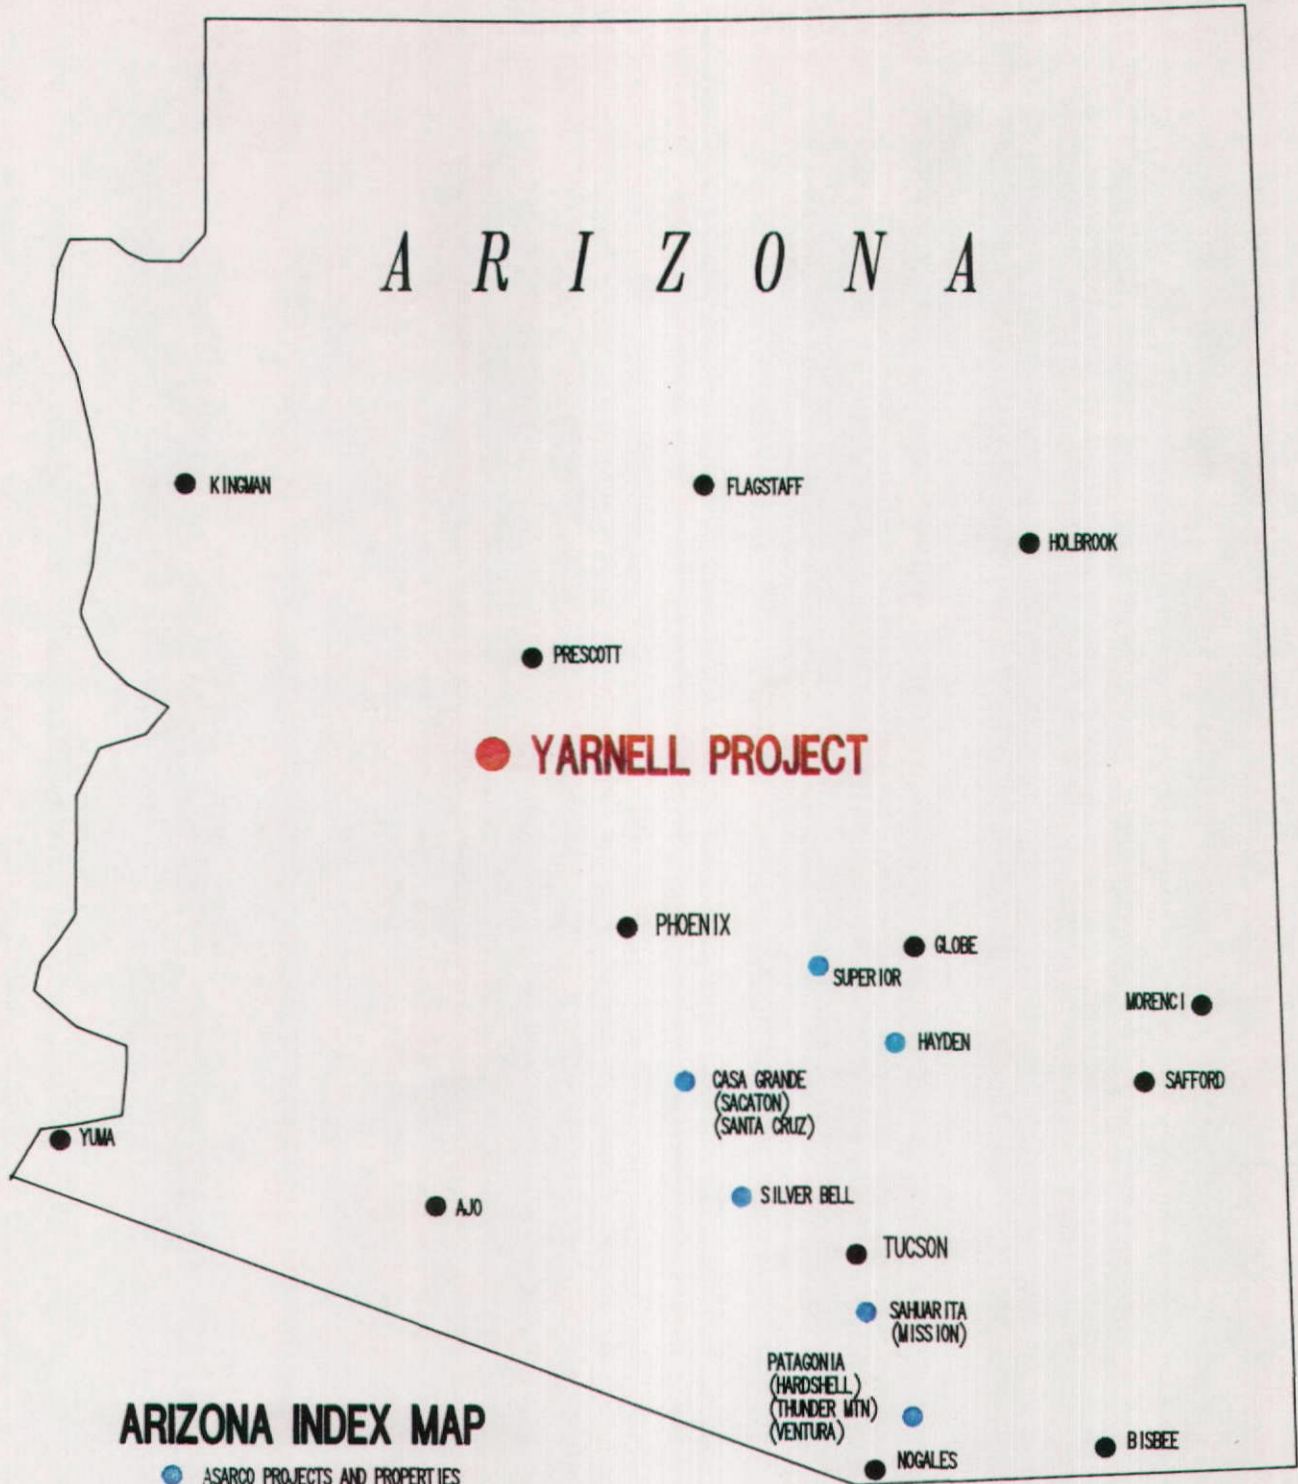 ARIZONA
KINGMAN
FLAGSTAFF
HOLBROOK
PRESCOTT
YARNELL PROJECT
PHOENIX
GLOBE
SUPERIOR
MORENCI
HAYDEN
CASA GRANDE
(SACATON)
(SANTA CRUZ)
SAFFORD
YUMA
SILVER BELL
AJO
TUCSON
SAHUARITA
(MISSION)
PATAGONIA
(HARDSHELL)
(THUNDER MTN)
(VENTURA)
BISBEE
NOGALES
ARIZONA INDEX MAP
ASARCO PROJECTS AND PROPERTIES